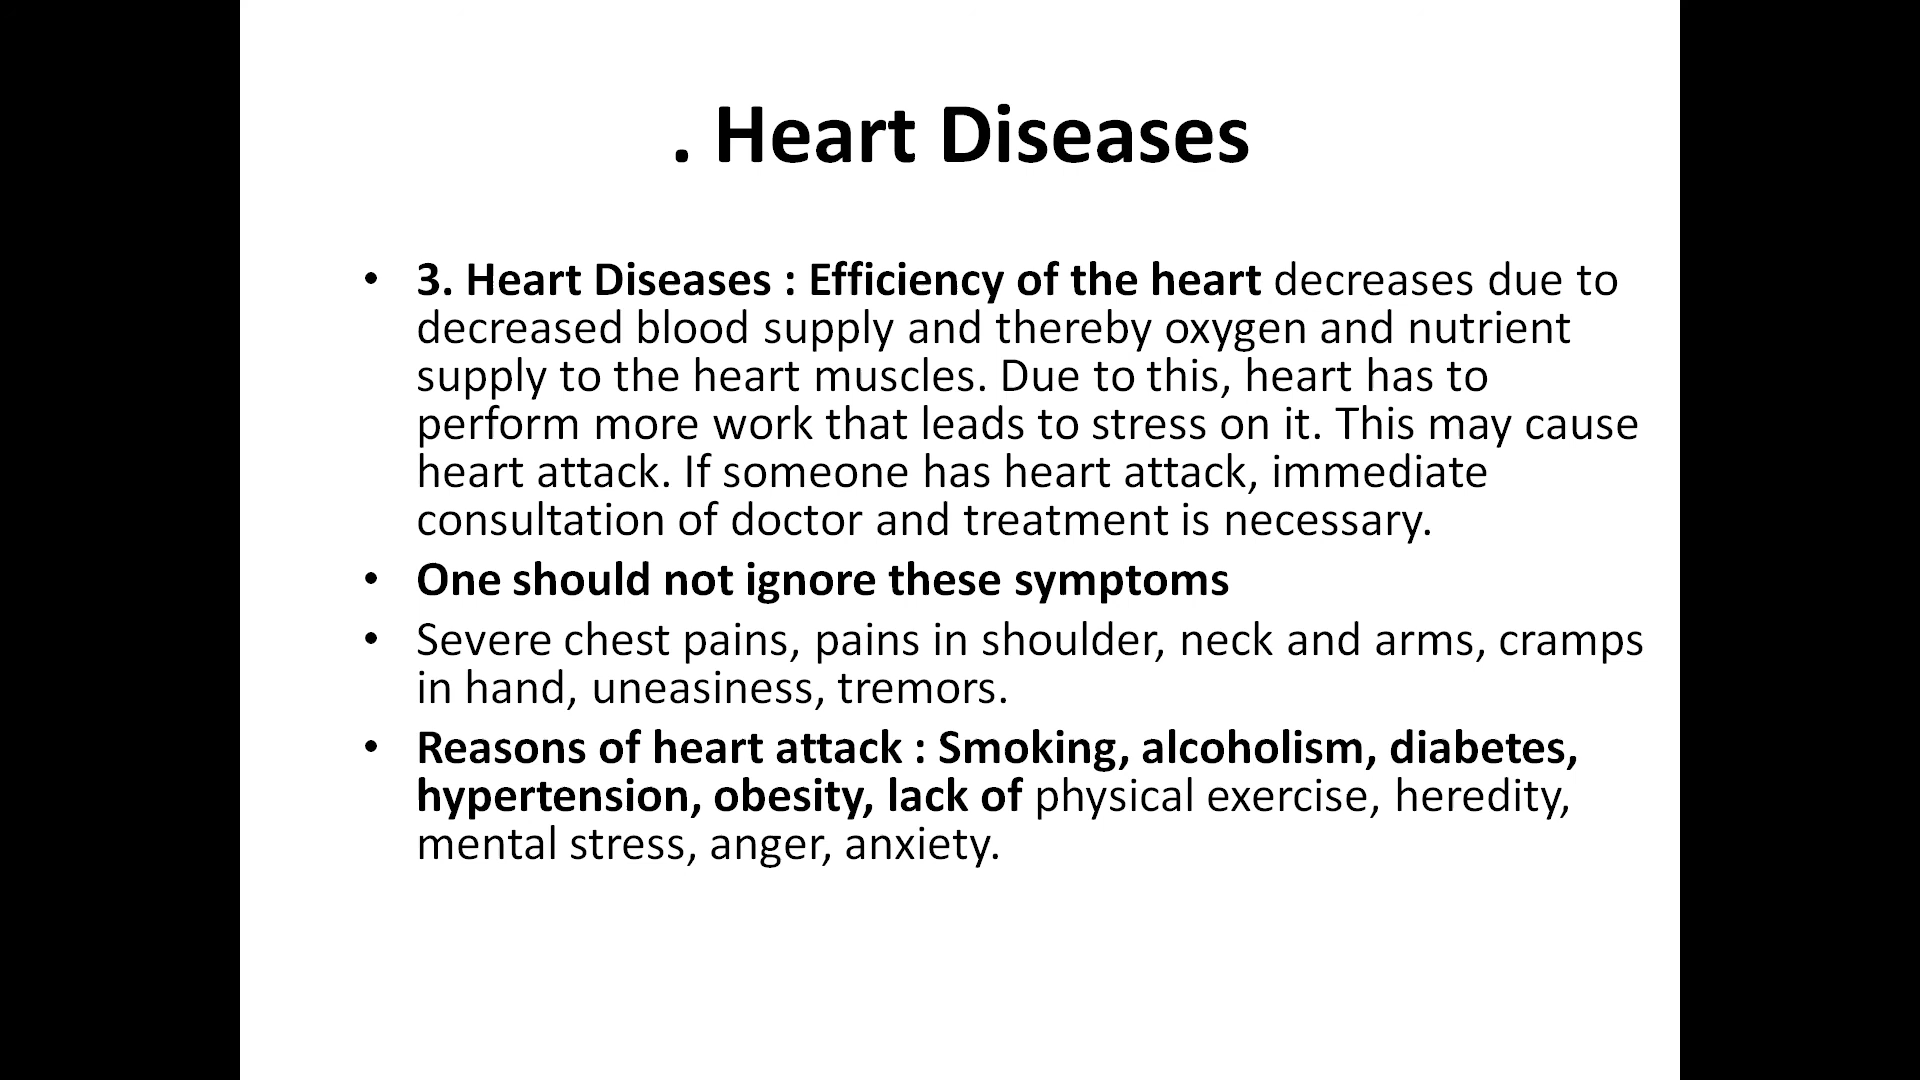 . Heart Diseases
• 3. Heart Diseases : Efficiency of the heart decreases due to
decreased blood supply and thereby oxygen and nutrient
supply to the heart muscles. Due to this, heart has to
perform more work that leads to stress on it. This may cause
heart attack. If someone has heart attack, immediate
consultation of doctor and treatment is necessary.
• One should not ignore these symptoms
• Severe chest pains, pains in shoulder, neck and arms, cramps
in hand, uneasiness, tremors.
• Reasons of heart attack : Smoking, alcoholism, diabetes,
hypertension, obesity, lack of physical exercise, heredity,
mental stress, anger, anxiety.